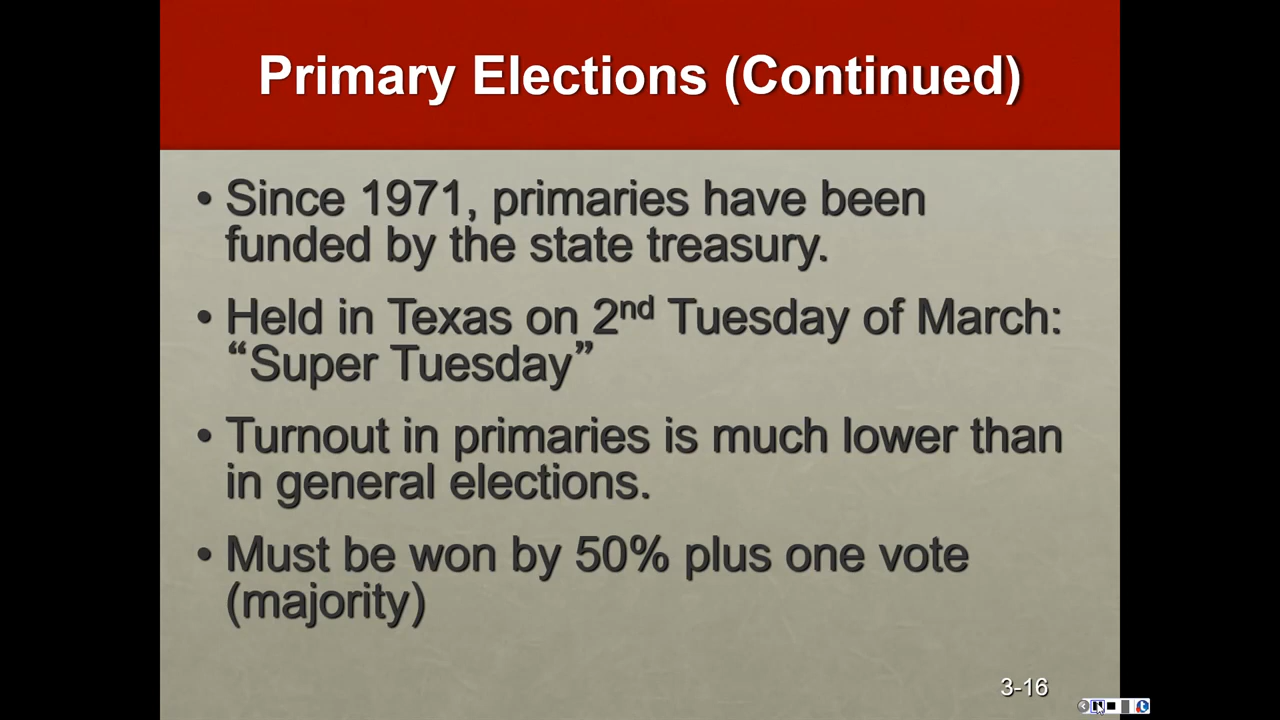 Primary Elections (Continued)
• Since 1971, primaries have been
funded by the state treasury.
• Held in Texas on 2nd Tuesday of March:
“Super Tuesday”
• Turnout in primaries is much lower than
in general elections.
• Must be won by 50% plus one vote
(majority)
3-16